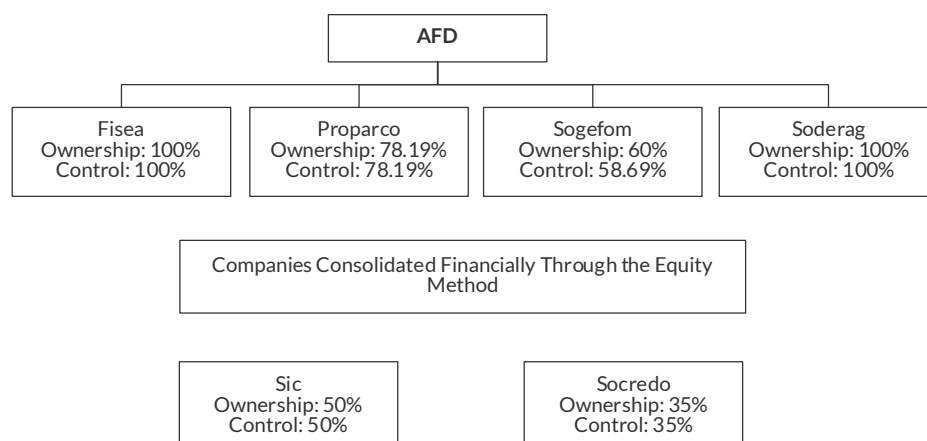 AFD
Fisea
Ownership: 100%
Control: 100%
Proparco
Ownership: 78.19%
Control: 78.19%
Sogefom
Ownership: 60%
Control: 58.69%
Soderag
Ownership: 100%
Control: 100%
Companies Consolidated Financially Through the Equity
Method
Sic
Ownership: 50%
Control: 50%
Socredo
Ownership: 35%
Control: 35%